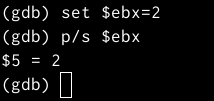 (gdb) set $ebx=2
(gdb) p/s $ebx
$5 = 2
(gdb)